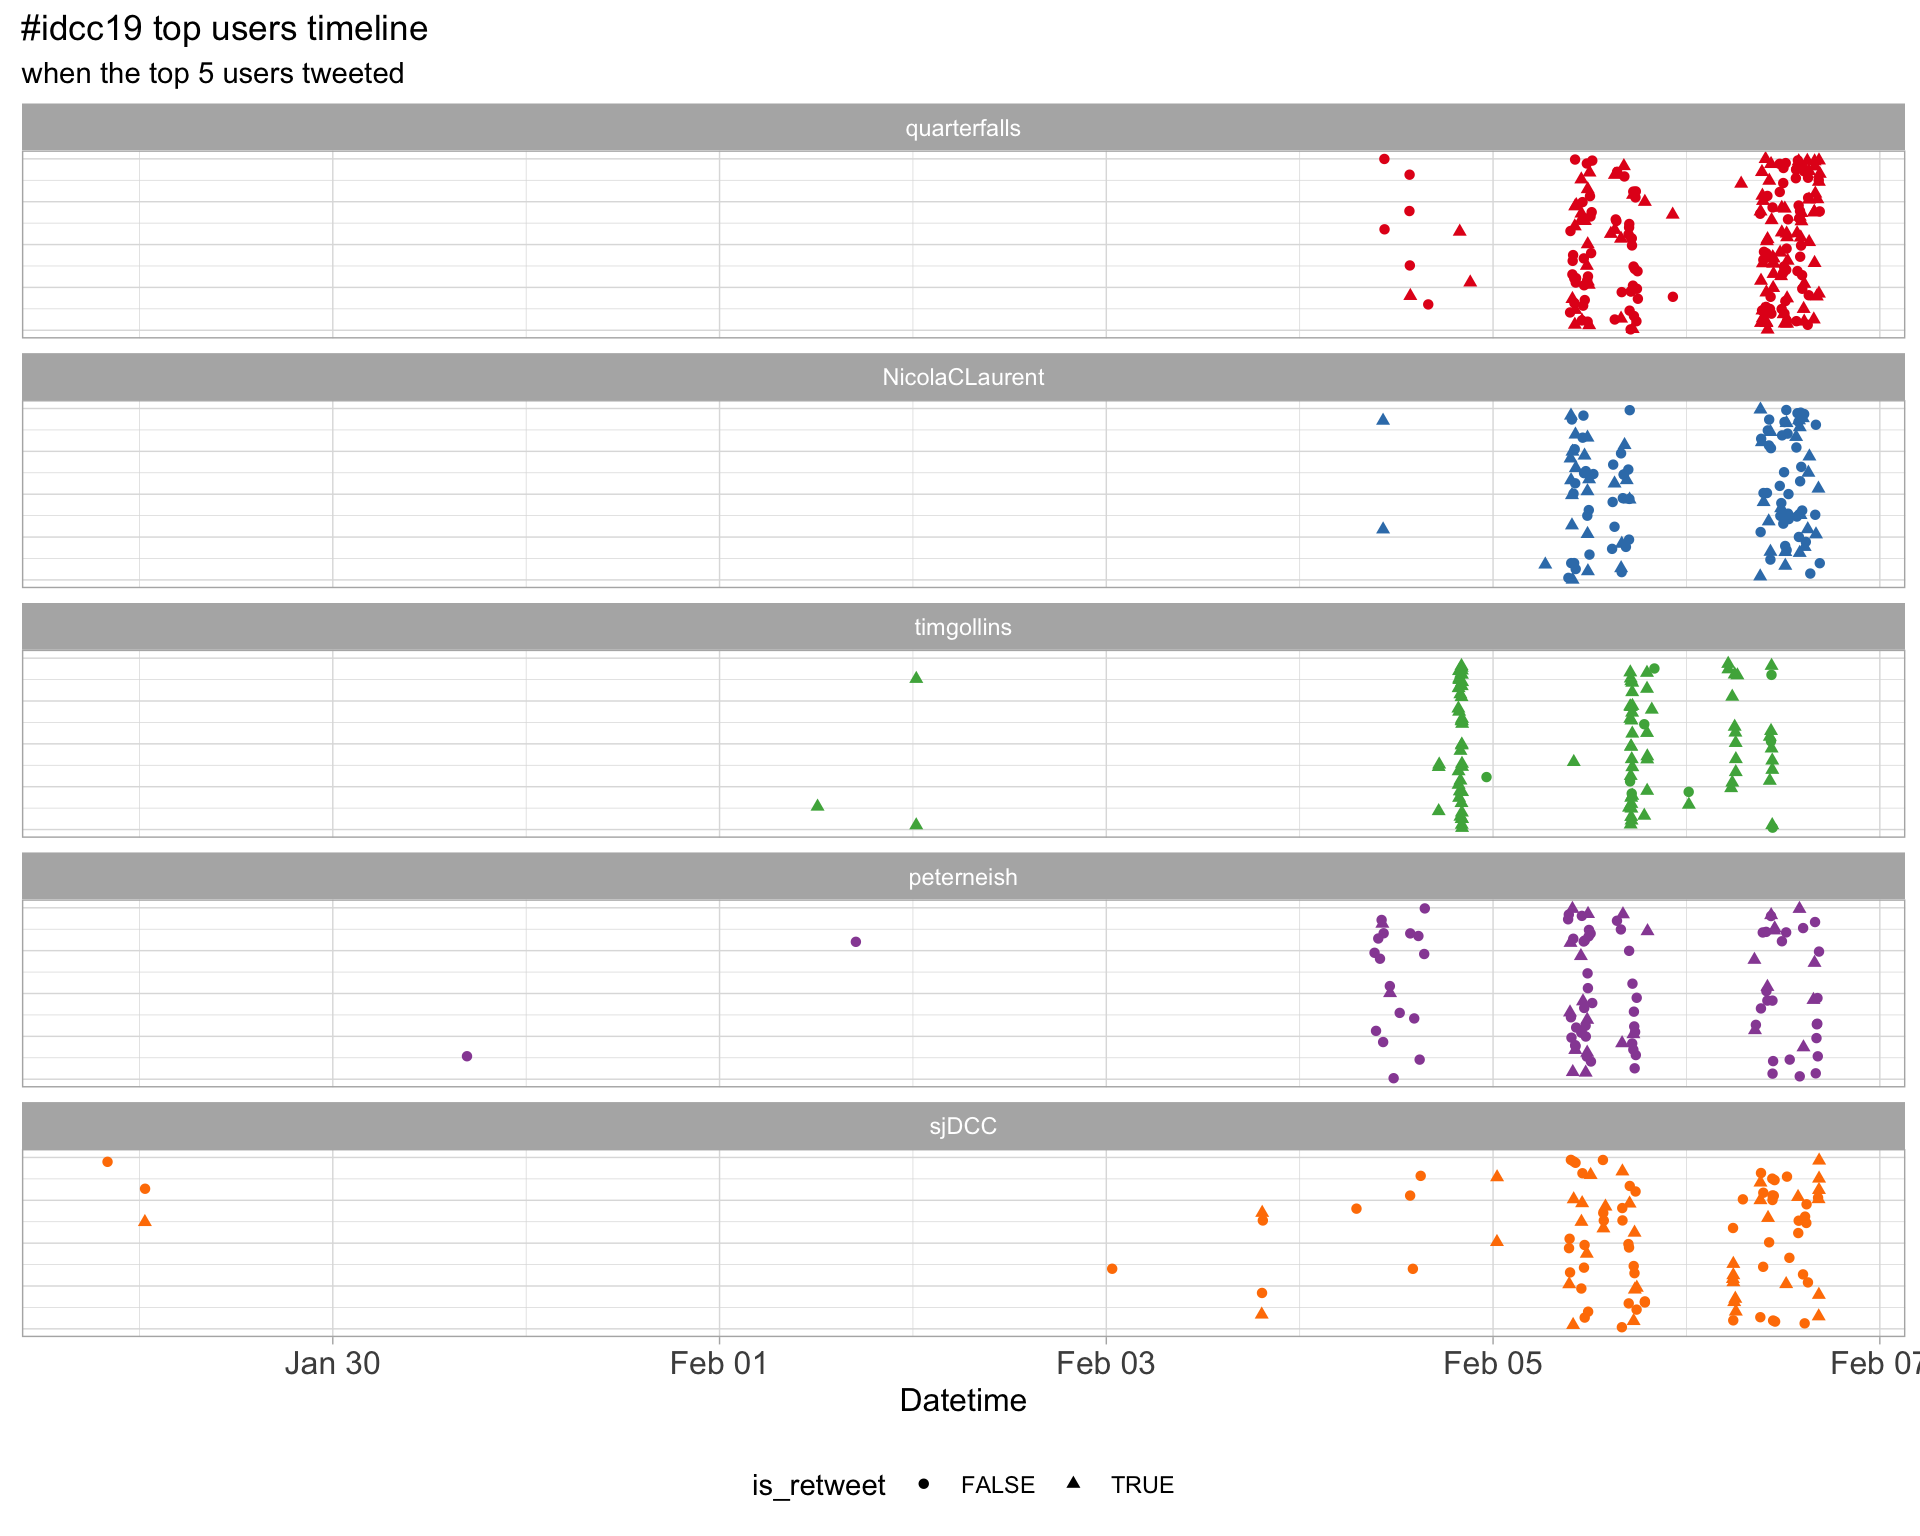 #idcc19 top users timeline
when the top 5 users tweeted
quarterfalls
NicolaCLaurent
timgollins
peterneish
sjDCC
Jan 30 Feb 01 Feb 03 Feb 05 Feb 07
Datetime
is_retweet FALSE TRUE